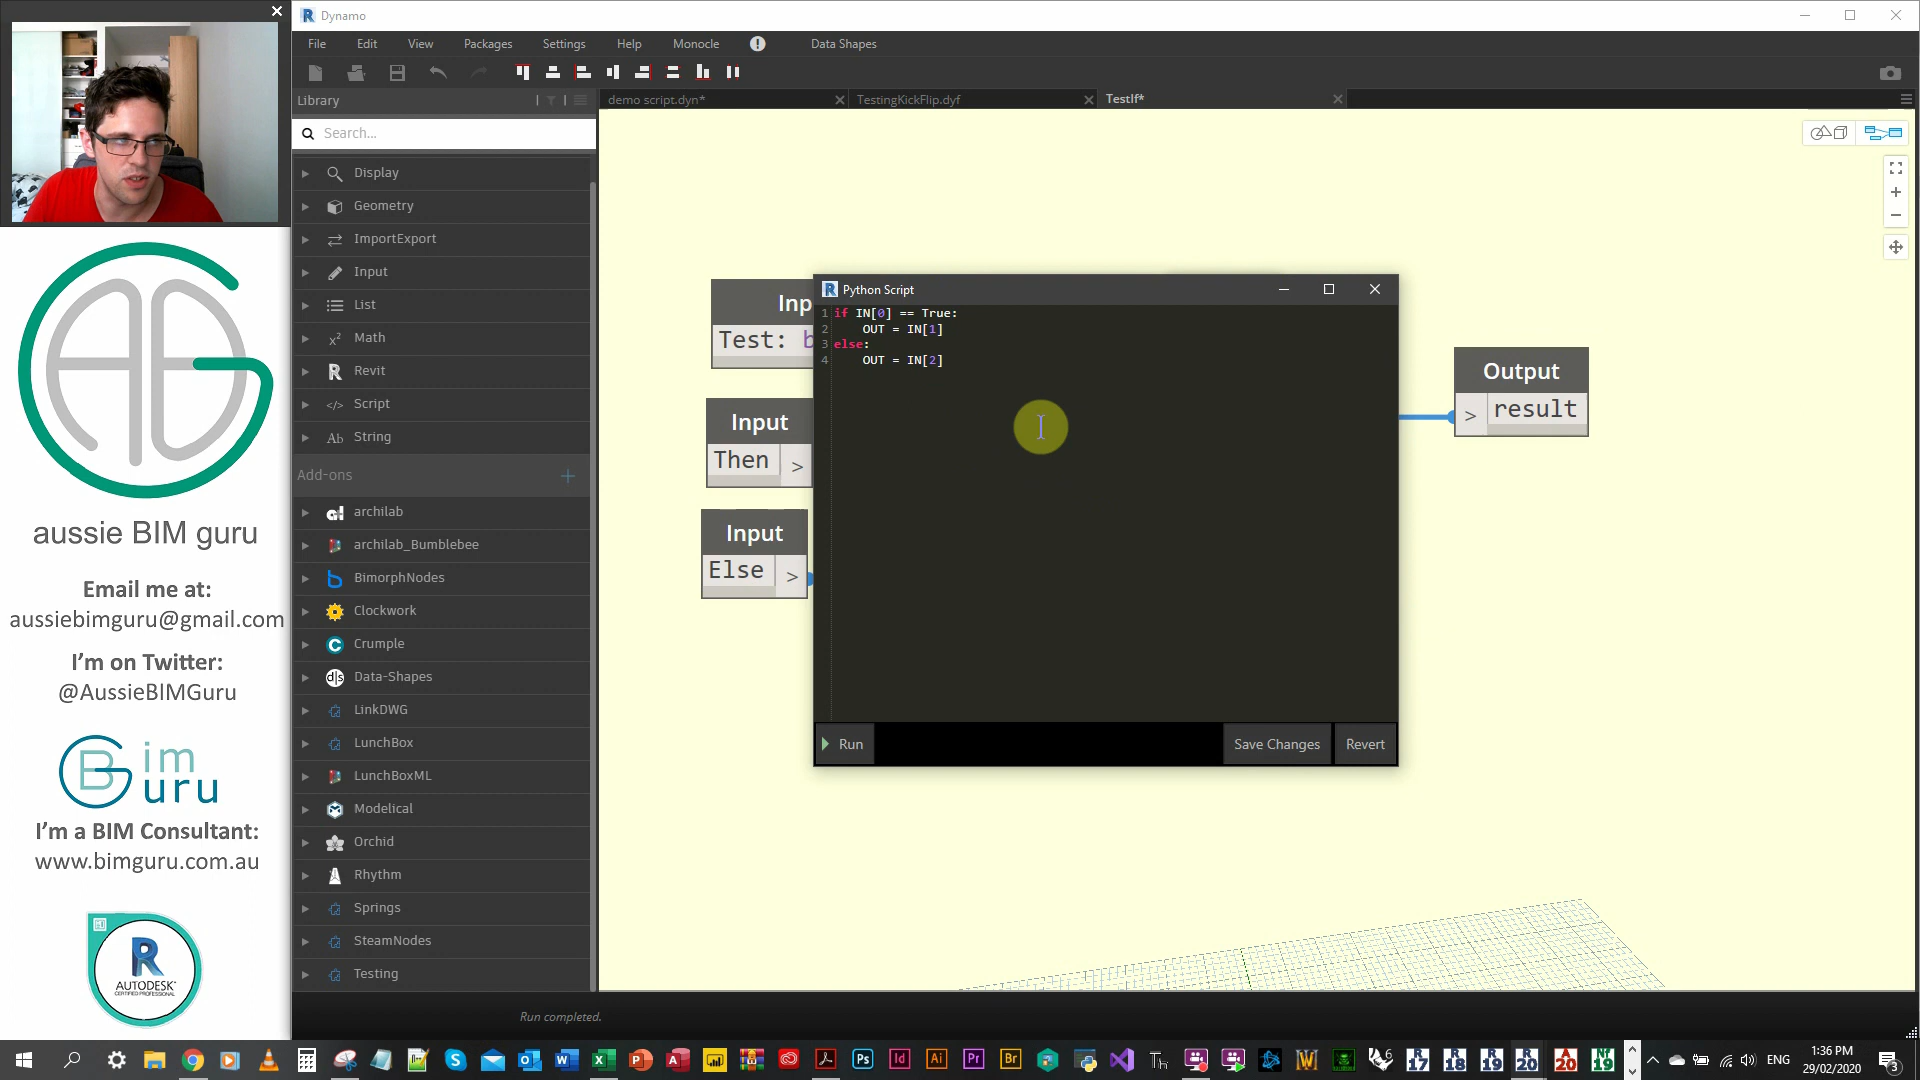 Dynamo
File Edit View Packages Settings Help Monocle Data Shapes
Library
demo script.dyn*
TestingKickFlip.dyf
TestIf*
Search...
Display
Geometry
ImportExport
Input
List
Math
Revit
Script
String
Add-ons
archilab
archilab_Bumblebee
BimorphNodes
Clockwork
Crumple
Data-Shapes
LinkDWG
LunchBox
LunchBoxML
Modelical
Orchid
Rhythm
Springs
SteamNodes
Testing
Run completed.
aussie BIM guru
Email me at:
aussiebimguru@gmail.com
I'm on Twitter:
@AussieBIMGuru
Bim
Guru
I'm a BIM Consultant:
www.bimguru.com.au
R
AUTODESK
CERTIFIED PROFESSIONAL
Inp
Test: b
Input
Then >
Input
Else >
Python Script
1 if IN[0] == True:
2 OUT = IN[1]
3 else:
4 OUT = IN[2]
Run
Save Changes
Revert
Output
> result
ENG
1:36 PM
29/02/2020